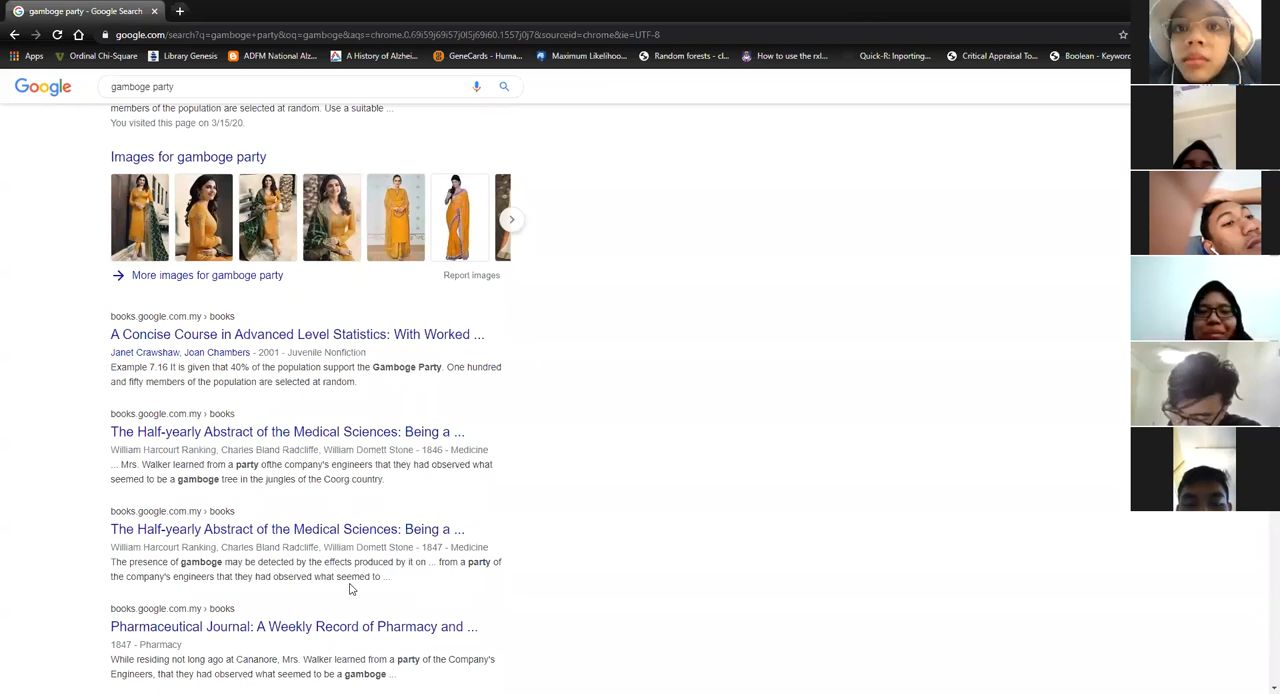 gamboge party - Google Search
google.com/search?q=gamboge+party&oq=gamboge&aqs=chrome.0.69i59j69i57j0l5j69i60.1557j0j7&sourceid=chrome&ie=UTF-8
Apps Ordinal Chi-Square Library Genesis ADFM National Alz... A History of Alzhei... GeneCards - Huma... Maximum Likelihoo... Random forests - cl... How to use the rxl... Quick-R: Inporting... Critical Appraisal To... Boolean - Keyword
Google gamboge party
members of the population are selected at random. Use a suitable ...
You visited this page on 3/15/20.
Images for gamboge party
More images for gamboge party Report images
books.google.com.my › books
A Concise Course in Advanced Level Statistics: With Worked ...
Janet Crawshaw, Joan Chambers - 2001 - Juvenile Nonfiction
Example 7.16 It is given that 40% of the population support the Gamboge Party. One hundred
and fifty members of the population are selected at random.
books.google.com.my › books
The Half-yearly Abstract of the Medical Sciences: Being a ...
William Harcourt Ranking, Charles Bland Radcliffe, William Domett Stone - 1846 - Medicine
... Mrs. Walker learned from a party ofthe company's engineers that they had observed what
seemed to be a gamboge tree in the jungles of the Coorg country.
books.google.com.my › books
The Half-yearly Abstract of the Medical Sciences: Being a ...
William Harcourt Ranking, Charles Bland Radcliffe, William Domett Stone - 1847 - Medicine
The presence of gamboge may be detected by the effects produced by it on ... from a party of
the company's engineers that they had observed what seemed to ...
books.google.com.my › books
Pharmaceutical Journal: A Weekly Record of Pharmacy and ...
1847 - Pharmacy
While residing not long ago at Cananore, Mrs. Walker learned from a party of the Company's
Engineers, that they had observed what seemed to be a gamboge ...